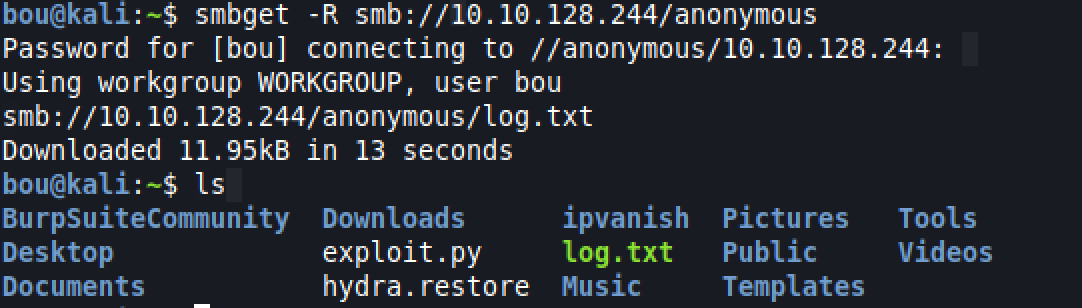 bou@kali:~$ smbget -R smb://10.10.128.244/anonymous
Password for [bou] connecting to //anonymous/10.10.128.244:
Using workgroup WORKGROUP, user bou
smb://10.10.128.244/anonymous/log.txt
Downloaded 11.95kB in 13 seconds
bou@kali:~$ ls
BurpSuiteCommunity Downloads ipvanish Pictures Tools
Desktop exploit.py log.txt Public Videos
Documents hydra.restore Music Templates